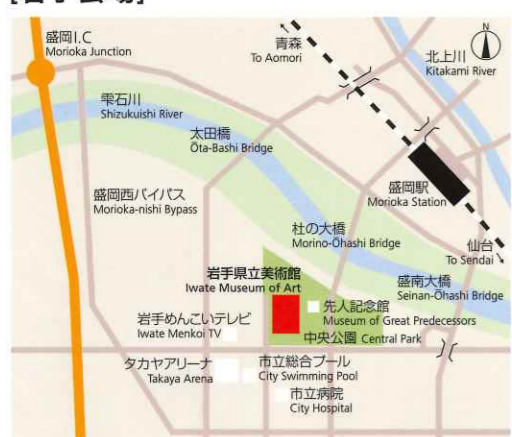 [岩手会場]
盛岡I.C
Morioka Junction
青森
To Aomori
N
北上川
Kitakami River
雫石川
Shizukuishi River
太田橋
Ōta-Bashi Bridge
盛岡西バイパス
Morioka-nishi Bypass
盛岡駅
Morioka Station
杜の大橋
Morino-Ōhashi Bridge
仙台
To Sendai
岩手県立美術館
Iwate Museum of Art
盛南大橋
Seinan-Ōhashi Bridge
先人記念館
Museum of Great Predecessors
岩手めんこいテレビ
Iwate Menkoi TV
中央公園 Central Park
タカヤアリーナ
Takaya Arena
市立総合プール
City Swimming Pool
市立病院
City Hospital